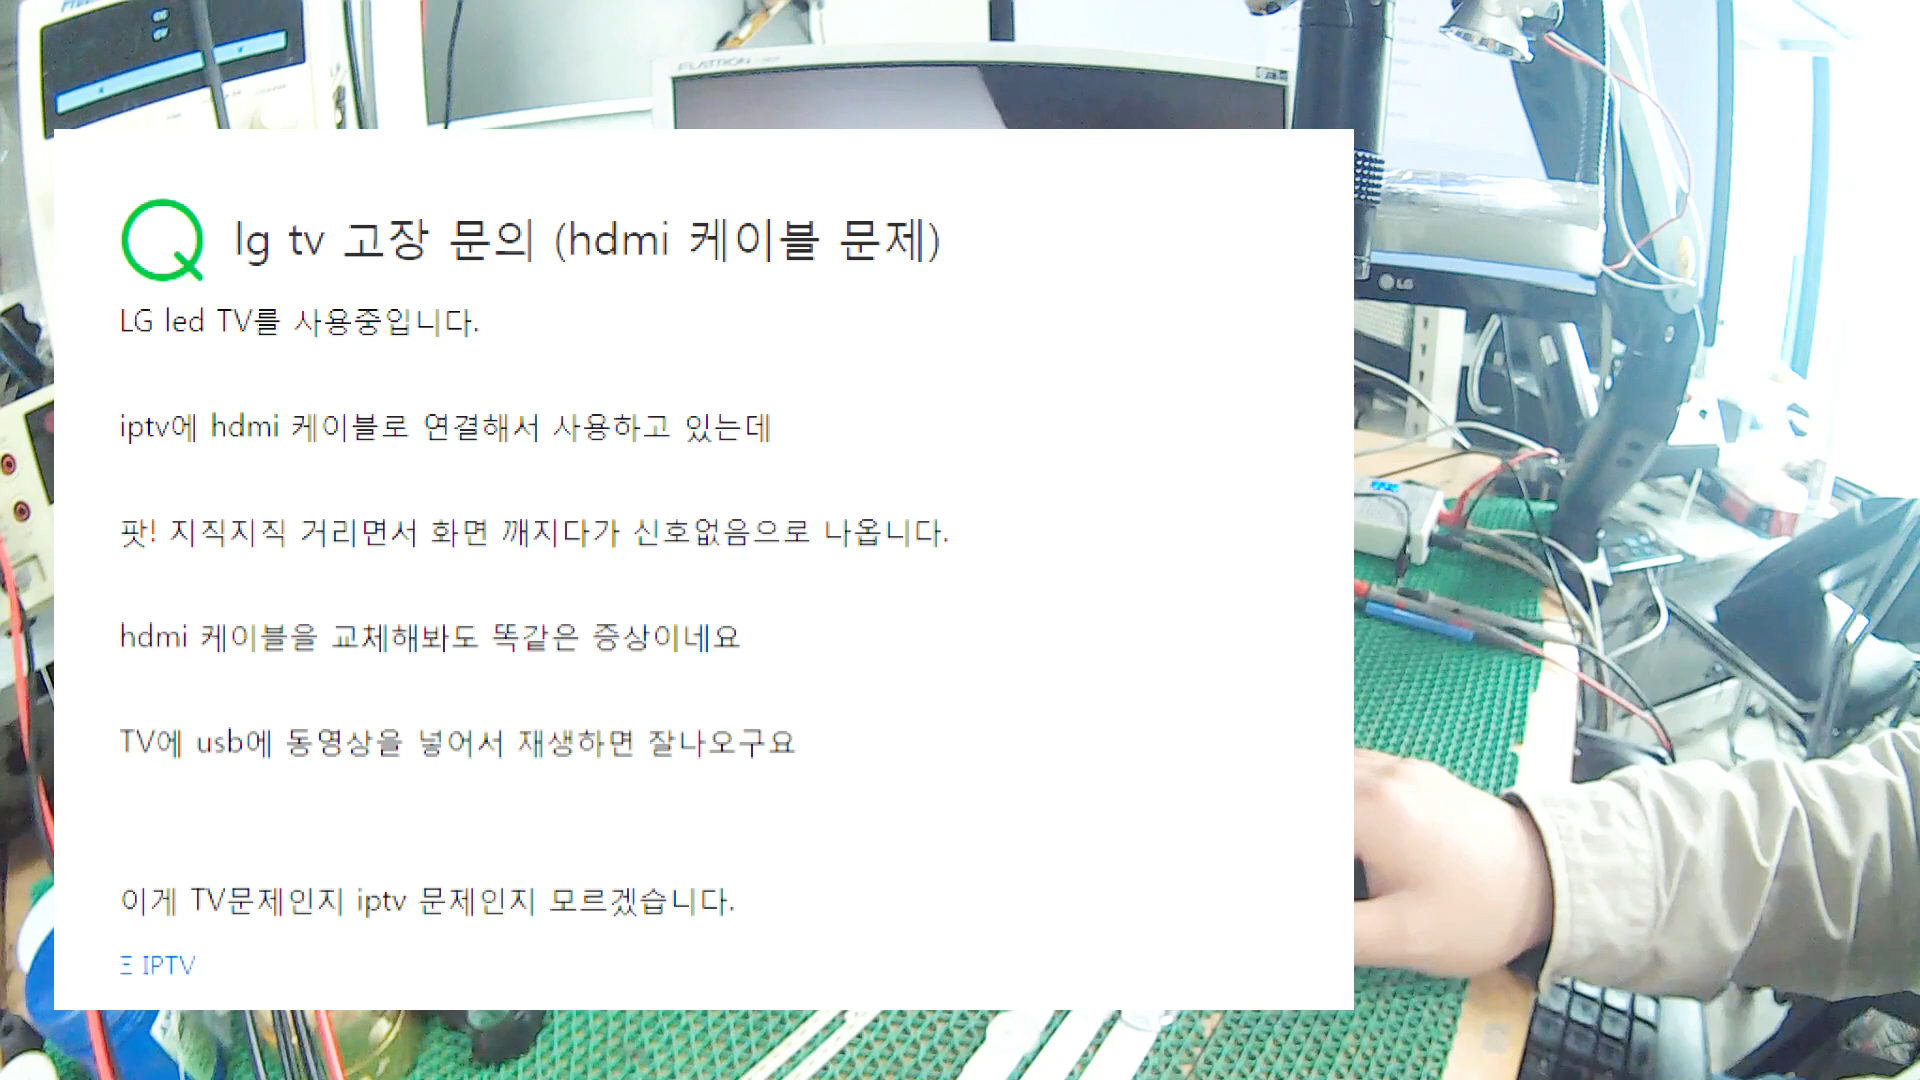 FLATRON
lg tv 고장 문의 (hdmi 케이블 문제)
LG led TV를 사용중입니다.
iptv에 hdmi 케이블로 연결해서 사용하고 있는데
팟! 지직지직 거리면서 화면 깨지다가 신호없음으로 나옵니다.
hdmi 케이블을 교체해봐도 똑같은 증상이네요
TV에 usb에 동영상을 넣어서 재생하면 잘나오구요
이게 TV문제인지 iptv 문제인지 모르겠습니다.
Ξ IPTV
LG